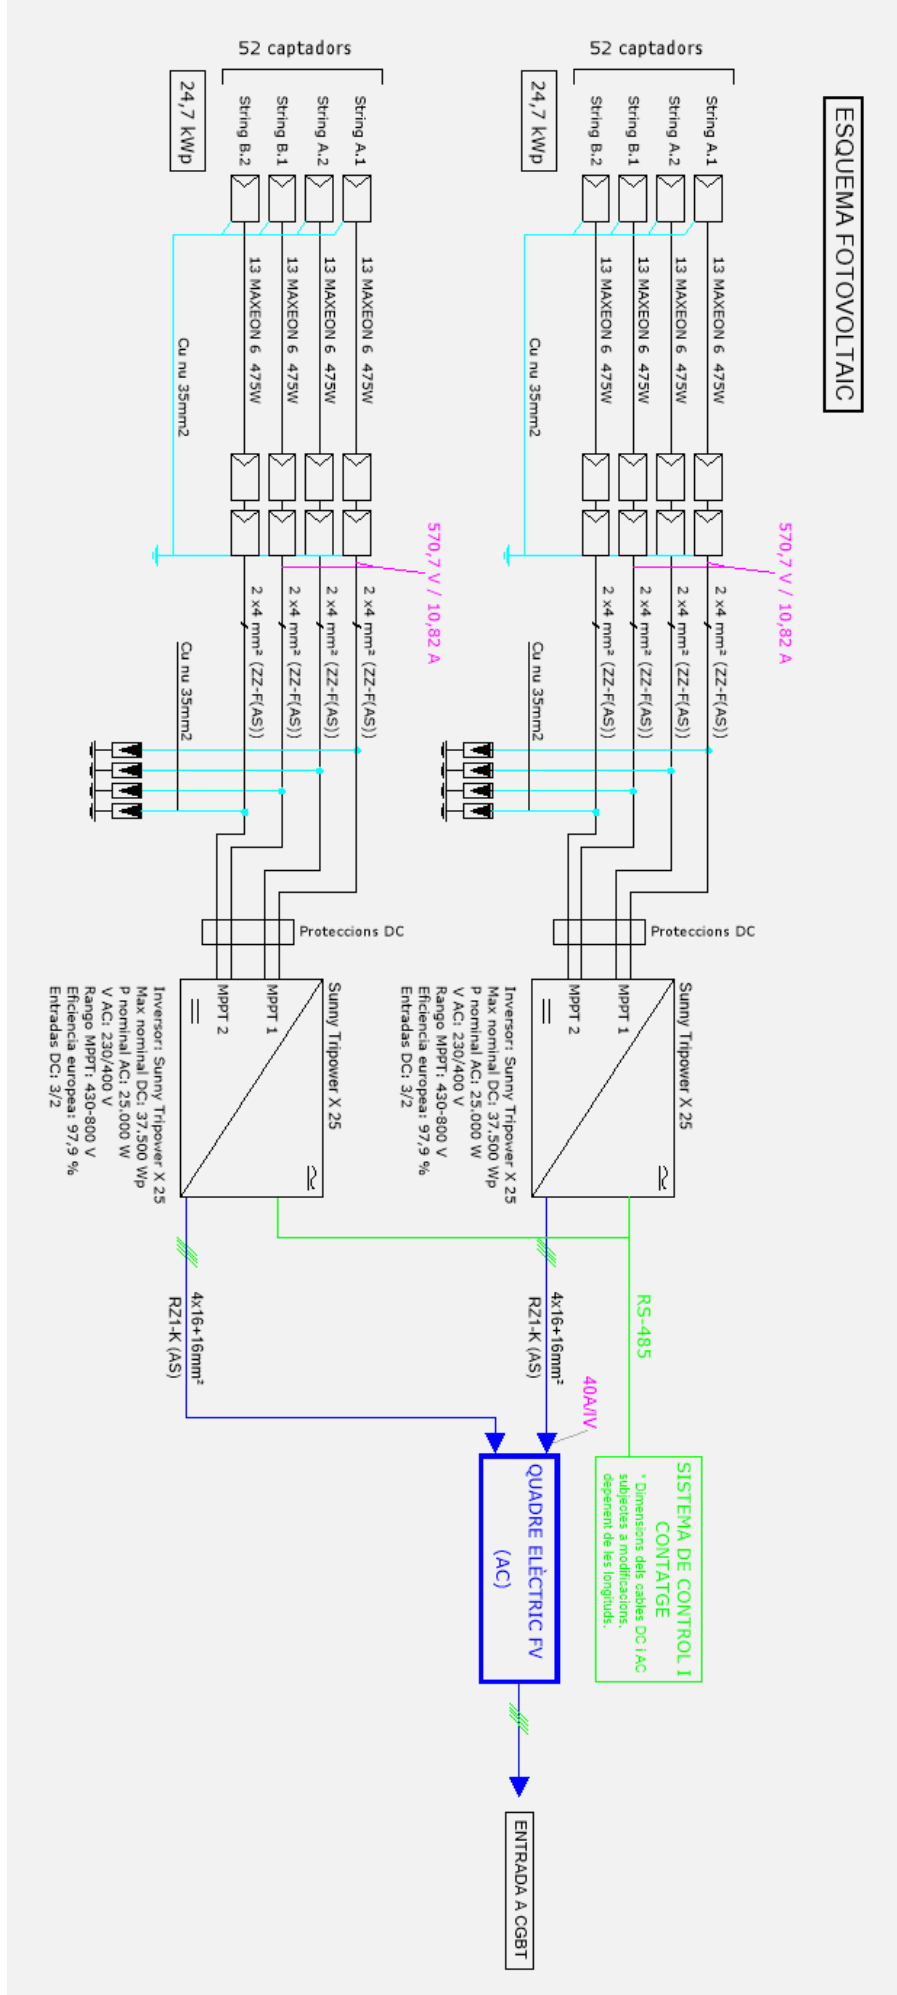 ESQUEMA FOTOVOLTAIC
52 captadors
24,7 kWp
String A.1
String A.2
String B.1
String B.2
13 MAXEON 6 475W
13 MAXEON 6 475W
13 MAXEON 6 475W
13 MAXEON 6 475W
Cu nu 35mm2
570,7 V / 10,82 A
2 x4 mm² (ZZ-F(AS))
2 x4 mm² (ZZ-F(AS))
2 x4 mm² (ZZ-F(AS))
2 x4 mm² (ZZ-F(AS))
Cu nu 35mm2
Proteccions DC
Sunny Tripower X 25
MPPT 1
MPPT 2
Inversor: Sunny Tripower X 25
Max nominal DC: 37.500 Wp
P nominal AC: 25.000 W
V AC: 230/400 V
Rango MPPT: 430-800 V
Eficiencia europea: 97,9 %
Entradas DC: 3/2
RS-485
4x16+16mm²
RZ1-K (AS)
40A/IV
SISTEMA DE CONTROL I
CONTATGE
* Dimensions dels cables DC i AC
subjectes a modificacions,
depenent de les longituds.
QUADRE ELÈCTRIC FV
(AC)
ENTRADA A CGBT
52 captadors
24,7 kWp
String A.1
String A.2
String B.1
String B.2
13 MAXEON 6 475W
13 MAXEON 6 475W
13 MAXEON 6 475W
13 MAXEON 6 475W
Cu nu 35mm2
570,7 V / 10,82 A
2 x4 mm² (ZZ-F(AS))
2 x4 mm² (ZZ-F(AS))
2 x4 mm² (ZZ-F(AS))
2 x4 mm² (ZZ-F(AS))
Cu nu 35mm2
Proteccions DC
Sunny Tripower X 25
MPPT 1
MPPT 2
Inversor: Sunny Tripower X 25
Max nominal DC: 37.500 Wp
P nominal AC: 25.000 W
V AC: 230/400 V
Rango MPPT: 430-800 V
Eficiencia europea: 97,9 %
Entradas DC: 3/2
4x16+16mm²
RZ1-K (AS)